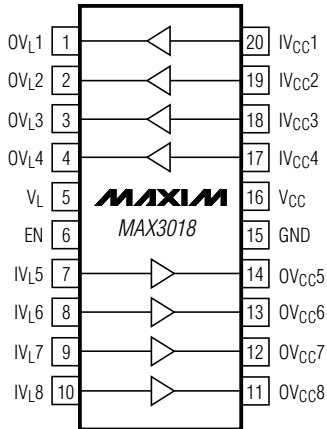 OVL1 1 20 IVCC1
OVL2 2 19 IVCC2
OVL3 3 18 IVCC3
OVL4 4 17 IVCC4
VL 5 MAXIM 16 VCC
EN 6 MAX3018 15 GND
IVL5 7 14 OVCC5
IVL6 8 13 OVCC6
IVL7 9 12 OVCC7
IVL8 10 11 OVCC8